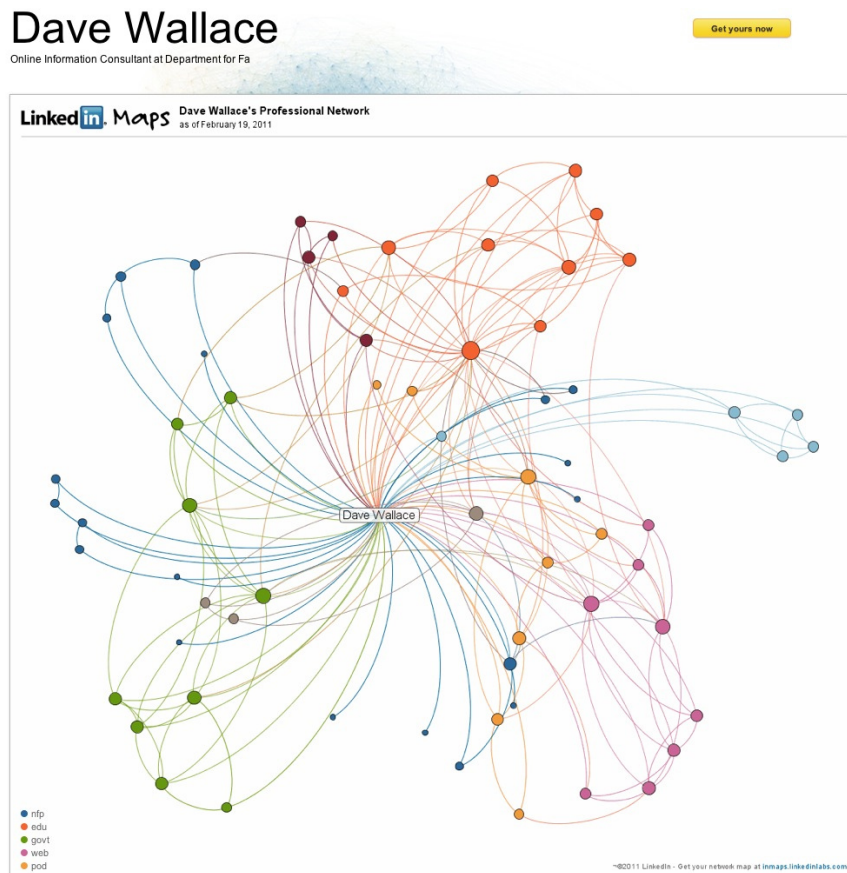 Dave Wallace
Get yours now
Online Information Consultant at Department for Fa
Linked in. Maps
Dave Wallace's Professional Network
as of February 19, 2011
Dave Wallace
nfp
edu
govt
web
pod
~©2011 LinkedIn - Get your network map at inmaps.linkedinlabs.com